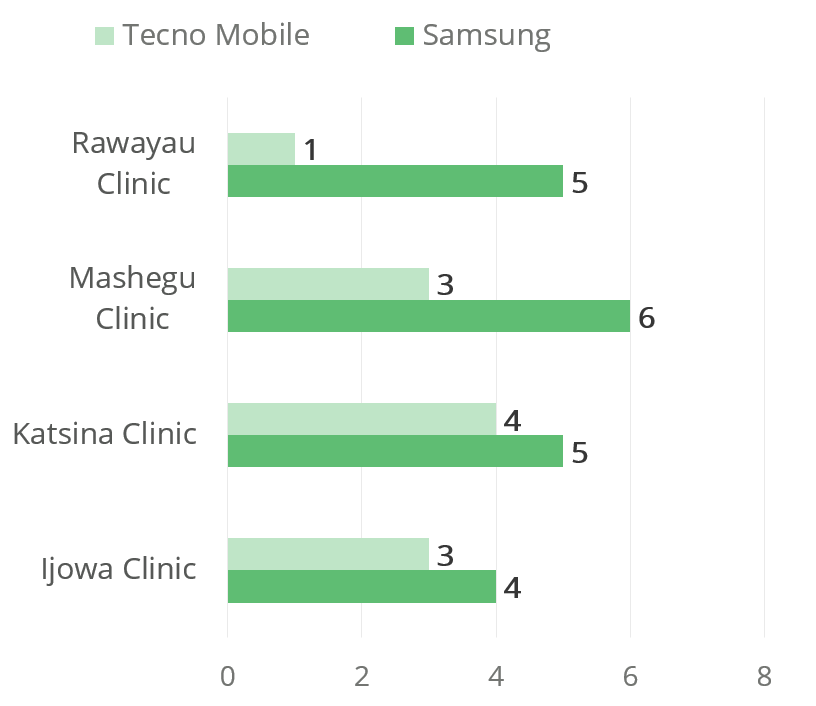 Tecno Mobile Samsung
Rawayau
Clinic
1
5
Mashegu
Clinic
3
6
Katsina Clinic
4
5
Ijowa Clinic
3
4
0 2 4 6 8